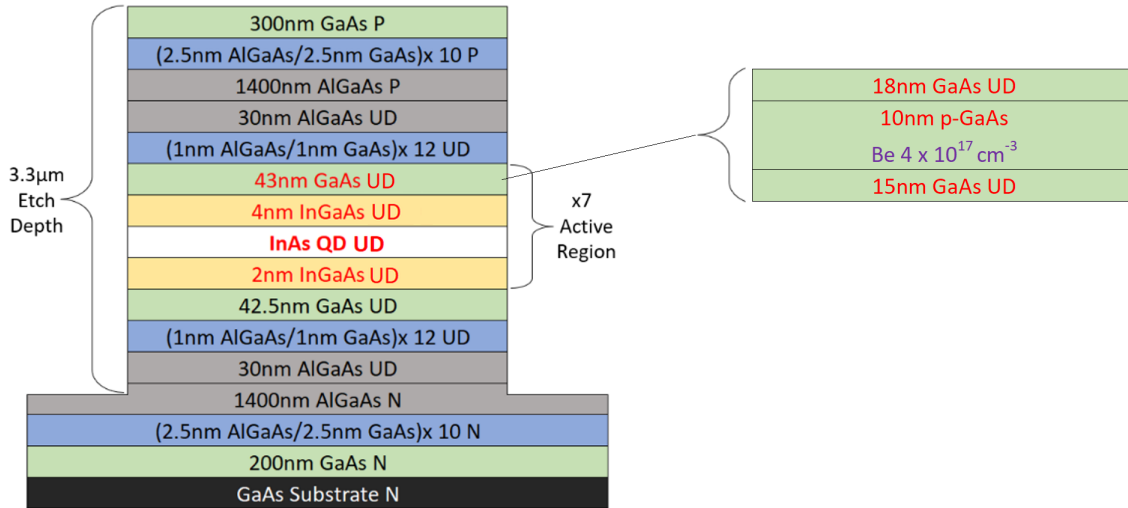 300nm GaAs P
(2.5nm AlGaAs/2.5nm GaAs)x 10 P
1400nm AlGaAs P
30nm AlGaAs UD
(1nm AlGaAs/1nm GaAs)x 12 UD
43nm GaAs UD
4nm InGaAs UD
InAs QD UD
2nm InGaAs UD
42.5nm GaAs UD
(1nm AlGaAs/1nm GaAs)x 12 UD
30nm AlGaAs UD
1400nm AlGaAs N
(2.5nm AlGaAs/2.5nm GaAs)x 10 N
200nm GaAs N
GaAs Substrate N
3.3μm
Etch
Depth
x7
Active
Region
18nm GaAs UD
10nm p-GaAs
Be 4 x 10^17 cm^-3
15nm GaAs UD